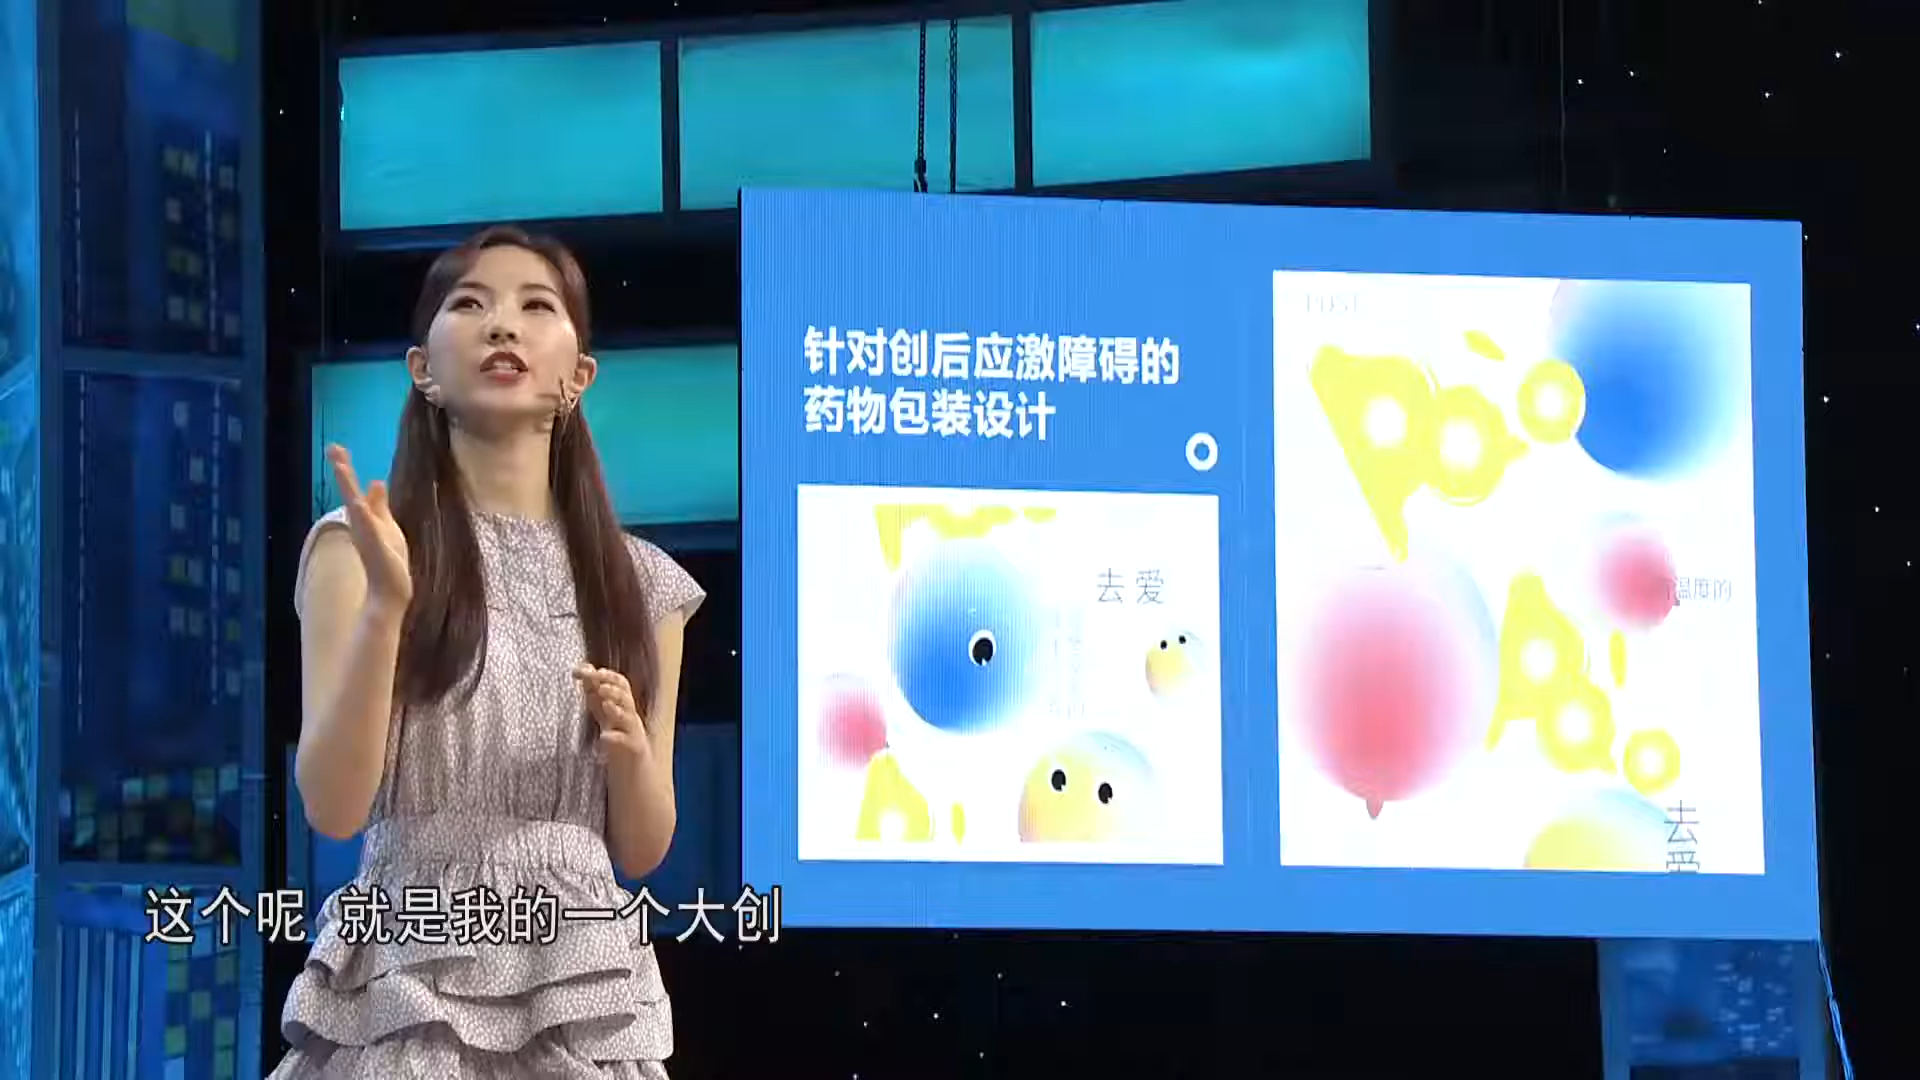 针对创后应激障碍的
药物包装设计
去爱
温度的
去
爱
这个呢 就是我的一个大创